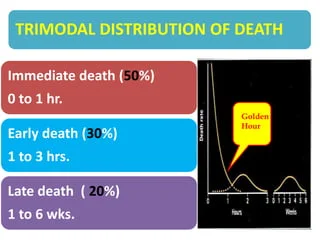 TRIMODAL DISTRIBUTION OF DEATH
Immediate death (50%)
0 to 1 hr.
Early death (30%)
1 to 3 hrs.
Late death ( 20%)
1 to 6 wks.
Death rate
Golden
Hour
0 1 2 3 0 1 2 3 4 5 6
Hours Weeks